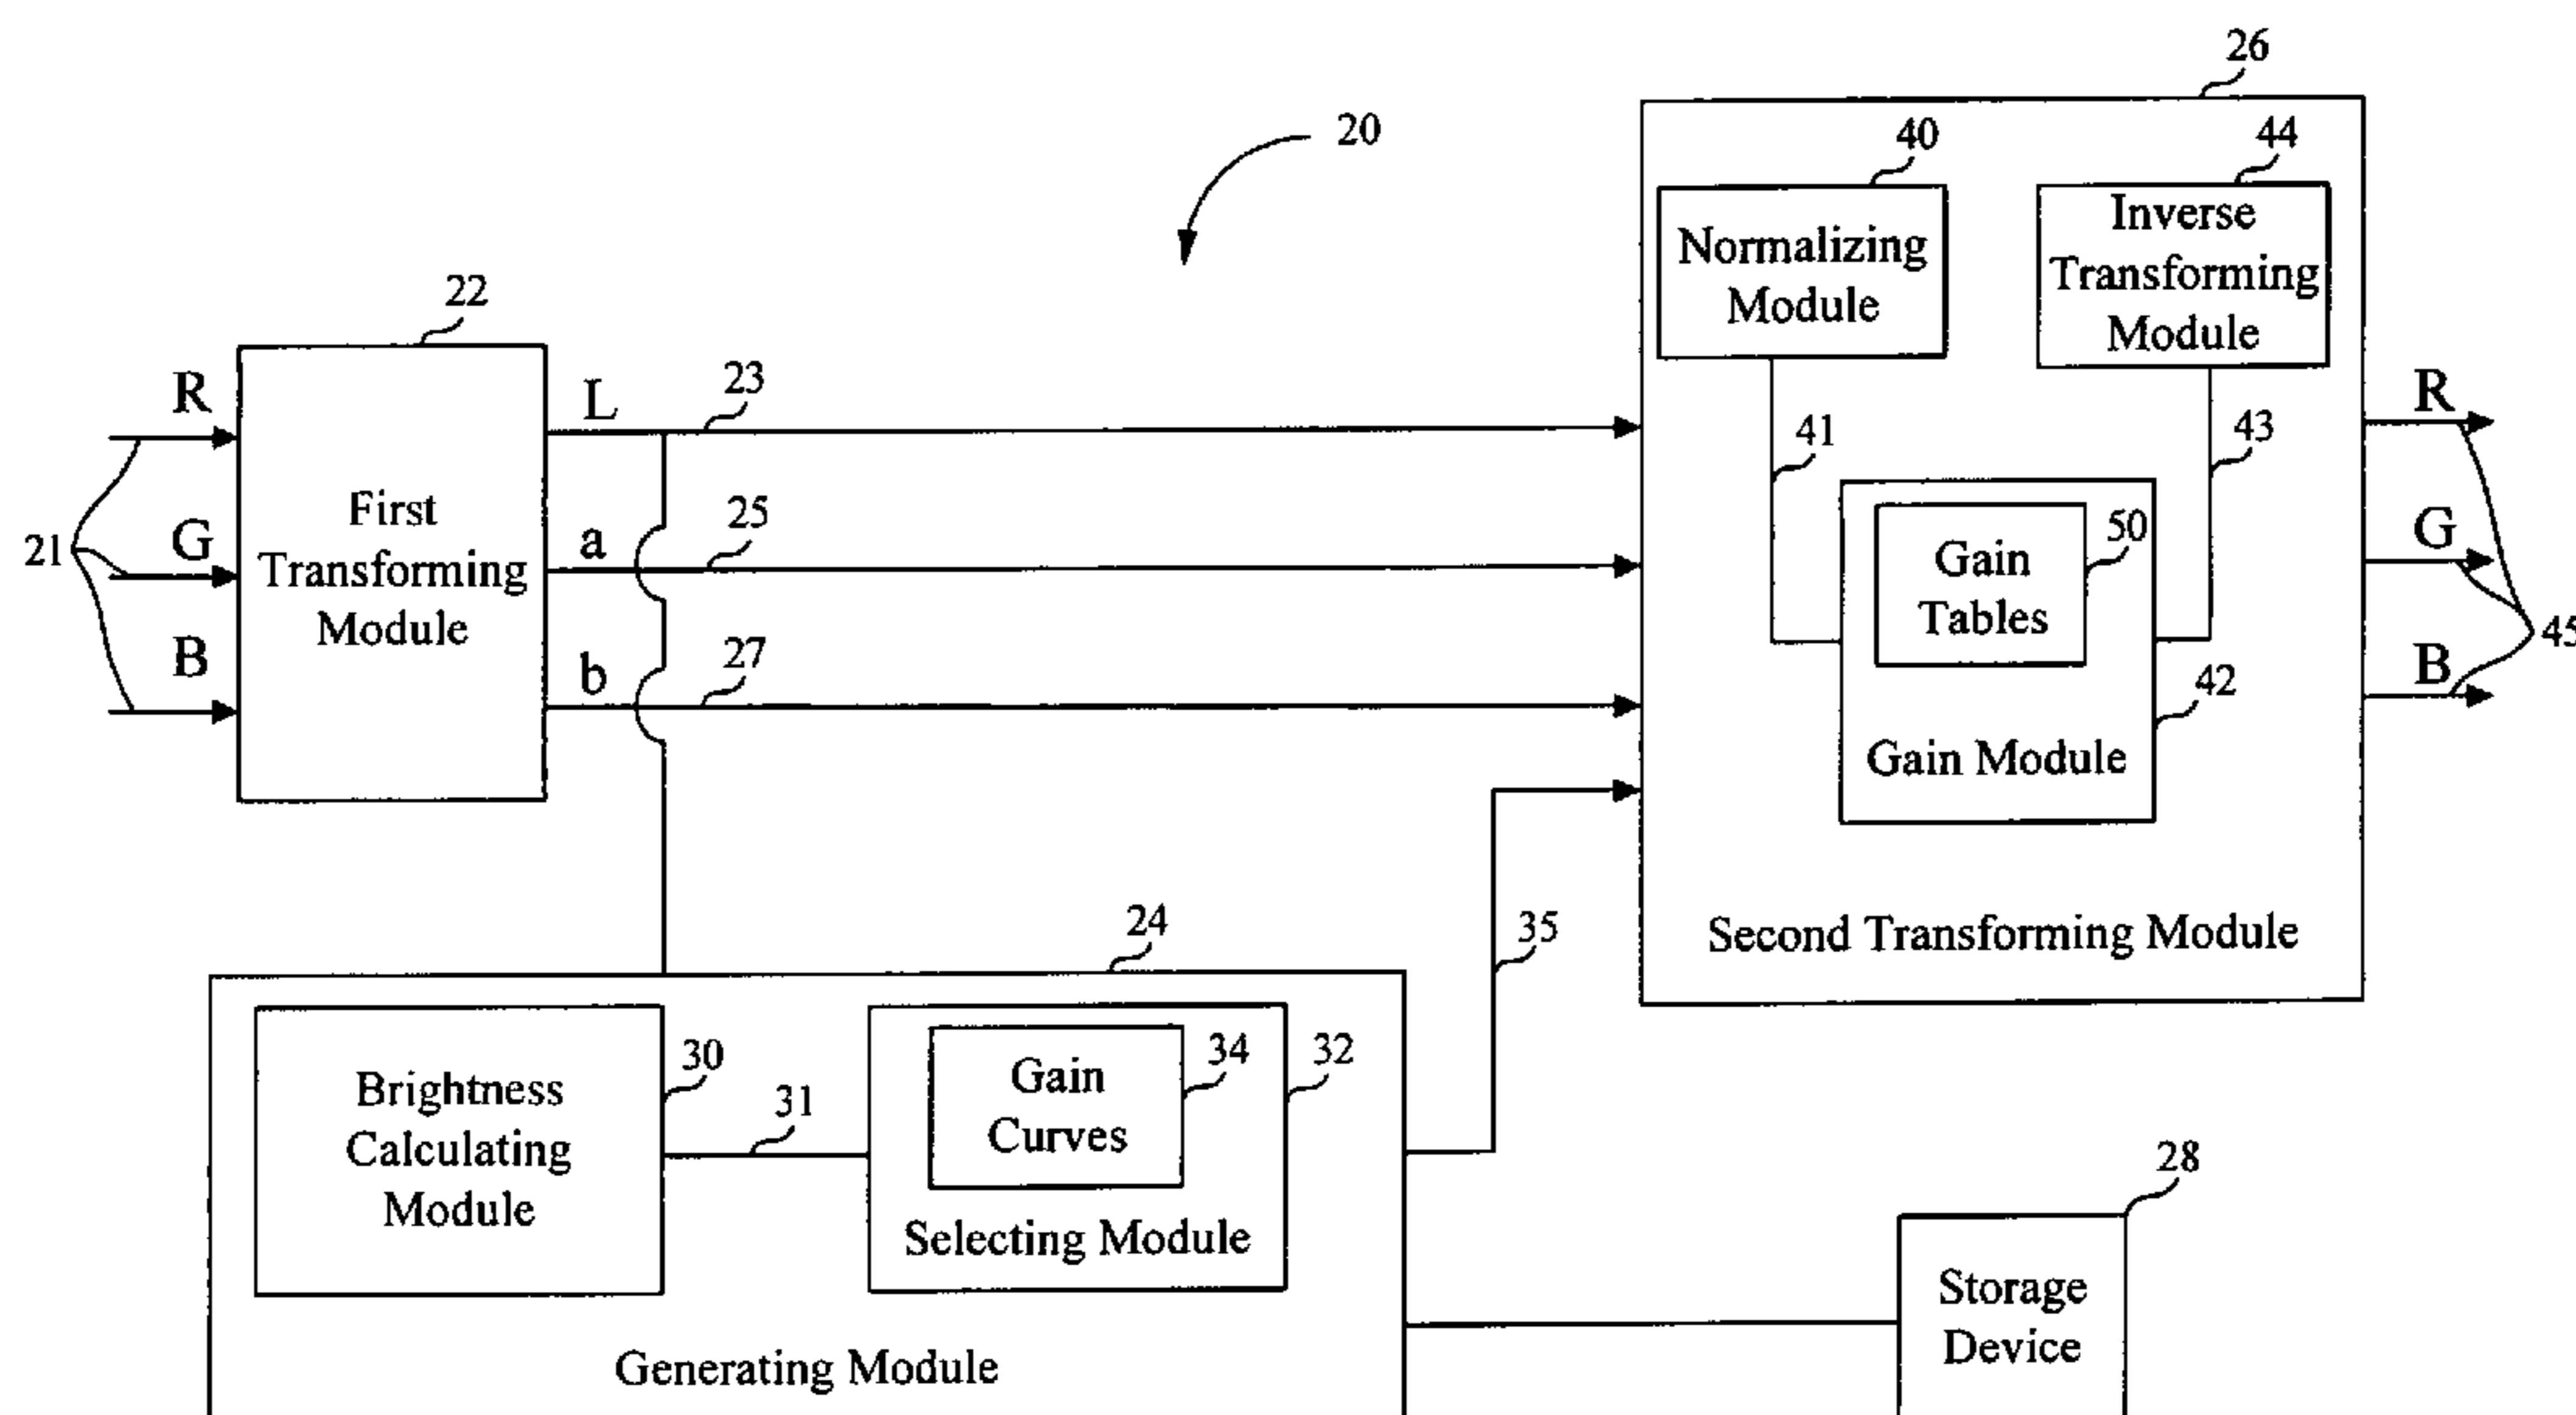 26
20
40
44
Normalizing
Module
Inverse
Transforming
Module
22
R
G
B
21
First
Transforming
Module
L
23
a
25
b
27
41
43
Gain
Tables
50
42
Gain Module
R
G
B
45
Second Transforming Module
35
24
Brightness
Calculating
Module
30
31
Gain
Curves
34
32
Selecting Module
Generating Module
28
Storage
Device